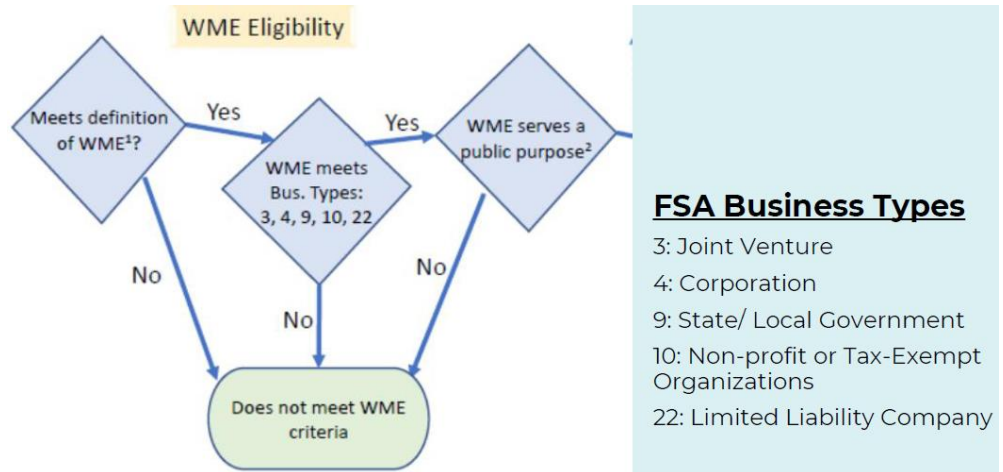 WME Eligibility
Meets definition
of WME¹?
Yes
WME meets
Bus. Types:
3, 4, 9, 10, 22
Yes
WME serves a
public purpose²
No
No
No
Does not meet WME
criteria
FSA Business Types
3: Joint Venture
4: Corporation
9: State/ Local Government
10: Non-profit or Tax-Exempt
Organizations
22: Limited Liability Company